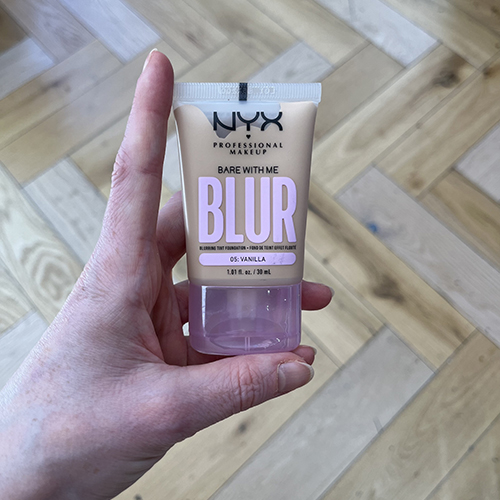 NYX
PROFESSIONAL
MAKEUP
BARE WITH ME
BLUR
BLURRING TINT FOUNDATION • FOND DE TEINT EFFET FLOUTÉ
05: VANILLA
1.01 fl. oz. / 30 mL